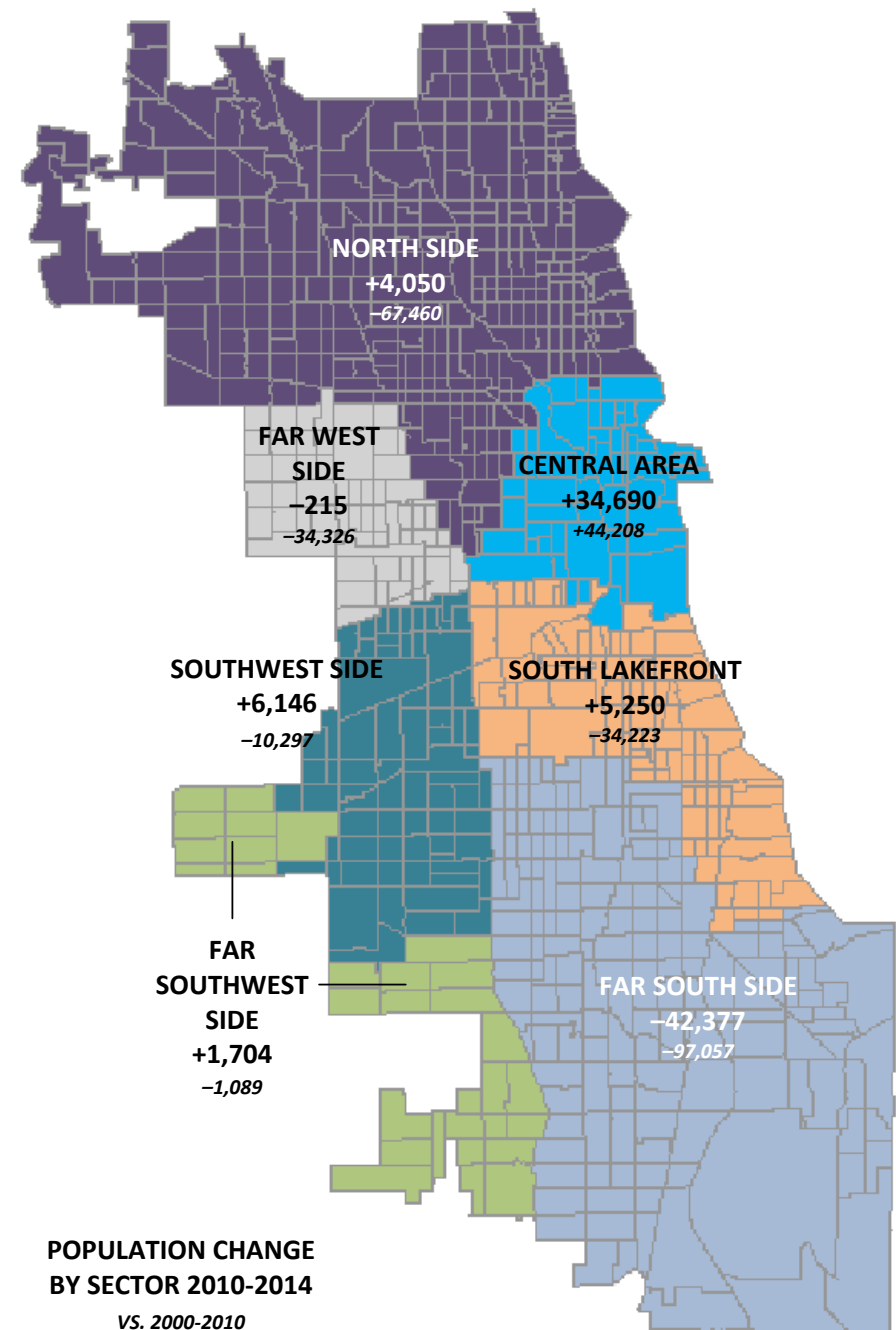 NORTH SIDE
+4,050
–67,460
FAR WEST
SIDE
–215
–34,326
CENTRAL AREA
+34,690
+44,208
SOUTHWEST SIDE
+6,146
–10,297
SOUTH LAKEFRONT
+5,250
–34,223
FAR
SOUTHWEST
SIDE
+1,704
–1,089
FAR SOUTH SIDE
–42,377
–97,057
POPULATION CHANGE
BY SECTOR 2010-2014
VS. 2000-2010